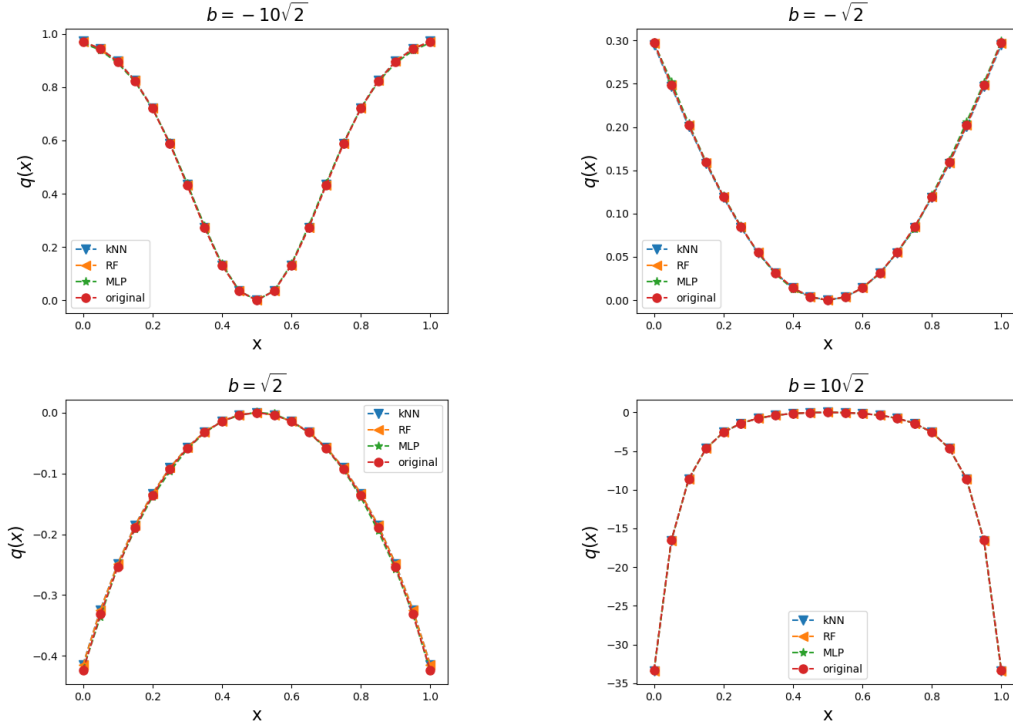 b = −10√2
q(x)
1.0
0.8
0.6
0.4
0.2
0.0
kNN
RF
MLP
original
0.0 0.2 0.4 0.6 0.8 1.0
x
b = −√2
q(x)
0.30
0.25
0.20
0.15
0.10
0.05
0.00
kNN
RF
MLP
original
0.0 0.2 0.4 0.6 0.8 1.0
x
b = √2
q(x)
0.0
−0.1
−0.2
−0.3
−0.4
kNN
RF
MLP
original
0.0 0.2 0.4 0.6 0.8 1.0
x
b = 10√2
q(x)
0
−5
−10
−15
−20
−25
−30
−35
kNN
RF
MLP
original
0.0 0.2 0.4 0.6 0.8 1.0
x